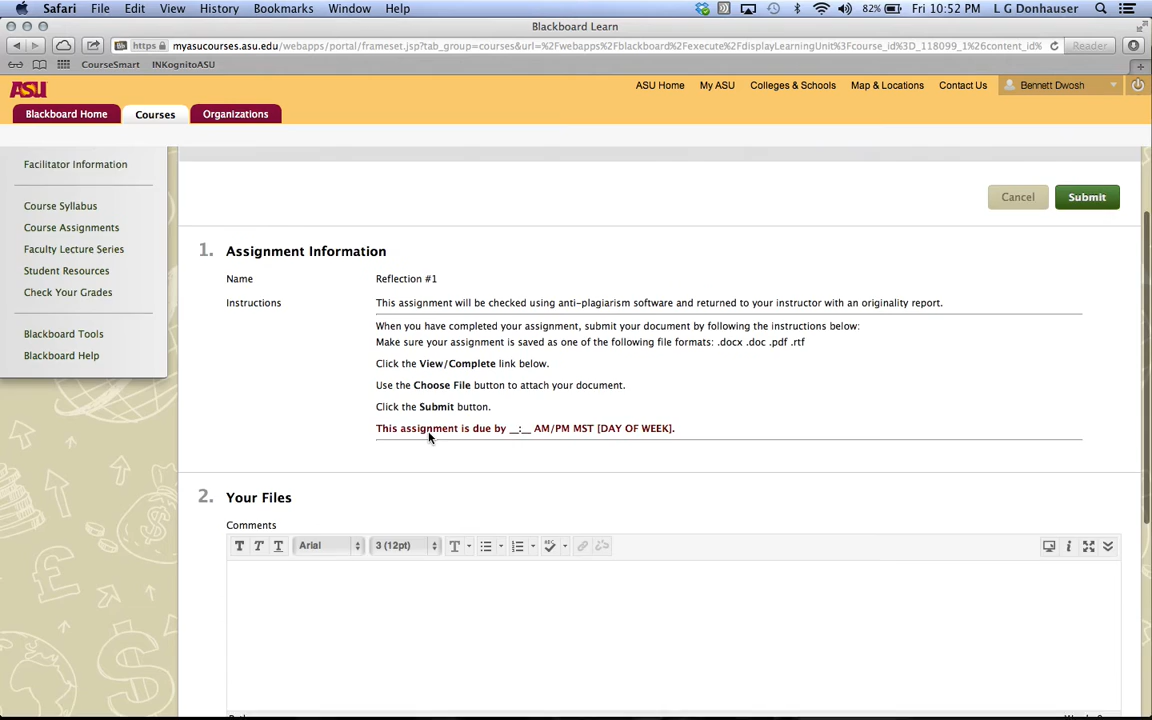 Safari File Edit View History Bookmarks Window Help 82% Fri 10:52 PM L G Donhauser
Blackboard Learn
https myasucourses.asu.edu/webapps/portal/frameset.jsp?tab_group=courses&url=%2Fwebapps%2Fblackboard%2Fexecute%2FdisplayLearningUnit%3Fcourse_id%3D_118099_1%26content_id% Reader
CourseSmart INKognitoASU
ASU ASU Home My ASU Colleges & Schools Map & Locations Contact Us Bennett Dwosh
Blackboard Home Courses Organizations
Facilitator Information
Course Syllabus
Course Assignments
Faculty Lecture Series
Student Resources
Check Your Grades
Blackboard Tools
Blackboard Help
Cancel Submit
1. Assignment Information
Name Reflection #1
Instructions This assignment will be checked using anti-plagiarism software and returned to your instructor with an originality report.
When you have completed your assignment, submit your document by following the instructions below:
Make sure your assignment is saved as one of the following file formats: .docx .doc .pdf .rtf
Click the View/Complete link below.
Use the Choose File button to attach your document.
Click the Submit button.
This assignment is due by __:__ AM/PM MST [DAY OF WEEK].
2. Your Files
Comments
T T T Arial 3 (12pt) T ABC